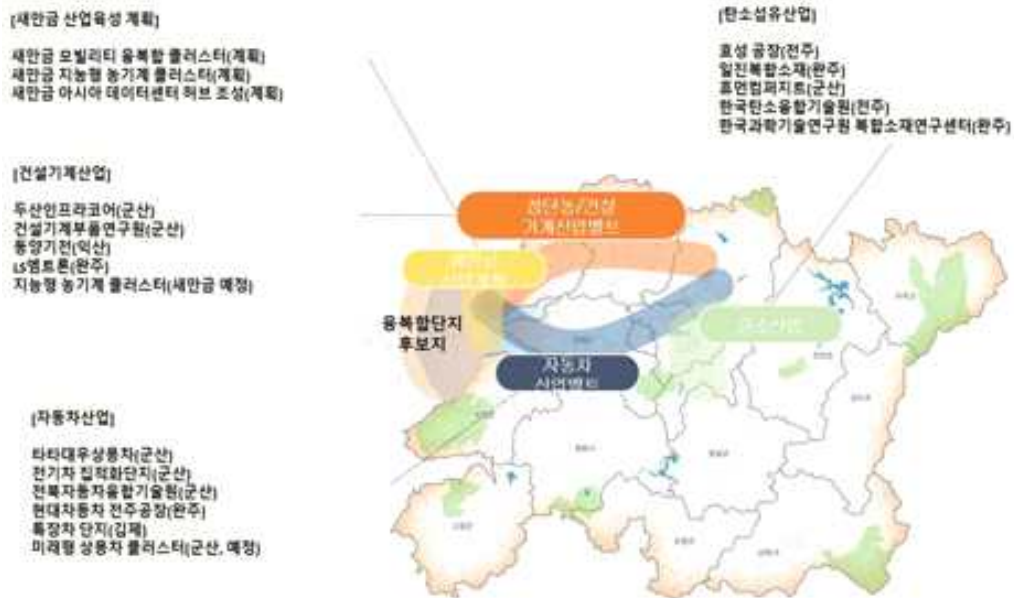 [새만금 산업육성 계획]
새만금 모빌리티 융복합 클러스터(계획)
새만금 지능형 농기계 클러스터(계획)
새만금 아시아 데이터센터 허브 조성(계획)
[탄소섬유산업]
효성 공장(전주)
일진복합소재(완주)
휴먼컴퍼지트(군산)
한국탄소융합기술원(전주)
한국과학기술연구원 복합소재연구센터(완주)
[건설기계산업]
두산인프라코어(군산)
건설기계부품연구원(군산)
동양기전(익산)
LS엠트론(완주)
지능형 농기계 클러스터(새만금 예정)
첨단농/건설
기계산업벨트
융복합단지
후보지
탄소산업
자동차
산업벨트
[자동차산업]
타타대우상용차(군산)
전기차 집적화단지(군산)
전북자동차융합기술원(군산)
현대자동차 전주공장(완주)
특장차 단지(김제)
미래형 상용차 클러스터(군산, 예정)